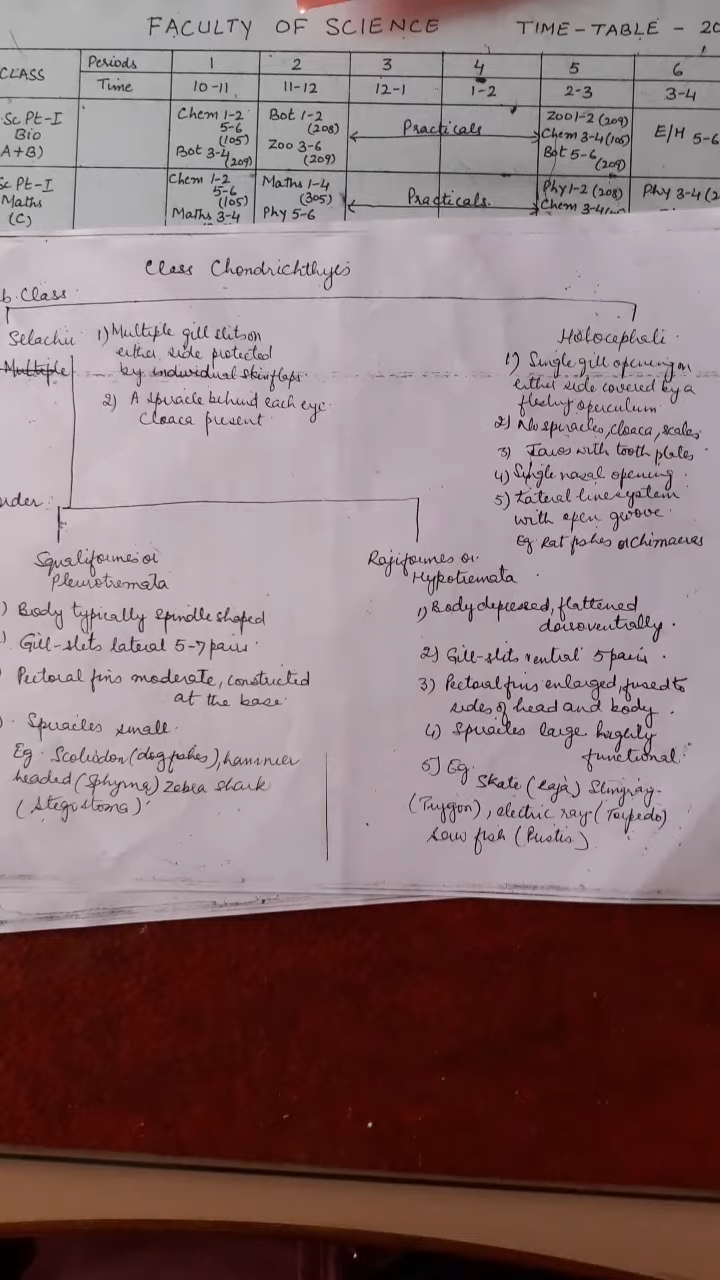 FACULTY OF SCIENCE TIME-TABLE - 20
CLASS Periods 1 2 3 4 5 6
Time 10-11 11-12 12-1 1-2 2-3 3-4
.Sc Pt-I Bio A+B)
Chem 1-2
5-6
(105)
Bot 3-4 (209)
Bot 1-2
(208)
Zoo 3-6
(209)
Practicals
Zoo 1-2 (209)
Chem 3-4 (105)
Bot 5-6 (209)
E/H 5-6
Sc Pt-I
Maths
(C)
Chem 1-2
5-6
(105)
Maths 3-4
Maths 1-4
(305)
Phy 5-6
Practicals
Phy 1-2 (208)
Chem 3-4
Phy 3-4 (2
Class Chondrichthyes
b. Class
Selachii
Multiple
1) Multiple gill slits on
either side protected
by individual skin flaps.
2) A spiracle behind each eye
Cloaca present.
Holocephali.
1) Single gill opening on
either side covered by a
fleshy operculum
2) No spiracles, cloaca, scales
3) Jaws with tooth plates
4) Single nasal opening.
5) Lateral line system
with open groove.
Eg Rat fishes or Chimaeras
rder:
Squaliformes or
Pleurotremata
) Body typically spindle shaped
) Gill-slits lateral 5-7 pairs.
) Pectoral fins moderate, constructed
at the base.
). Spiracles small.
Eg. Scoliodon (dog fishes), hammer
headed (Sphyrna) Zebra shark
(Stegostoma)
Rajiformes or.
Hypotremata
1) Body depressed, flattened
dorsoventrally.
2) Gill-slits ventral 5 pairs.
3) Pectoral fins enlarged, fused to
sides of head and body.
4) Spiracles large highly
functional.
5] Eg.
Skate (Raja) Stingray
(Trygon), electric ray (Torpedo)
Saw fish (Pristis)